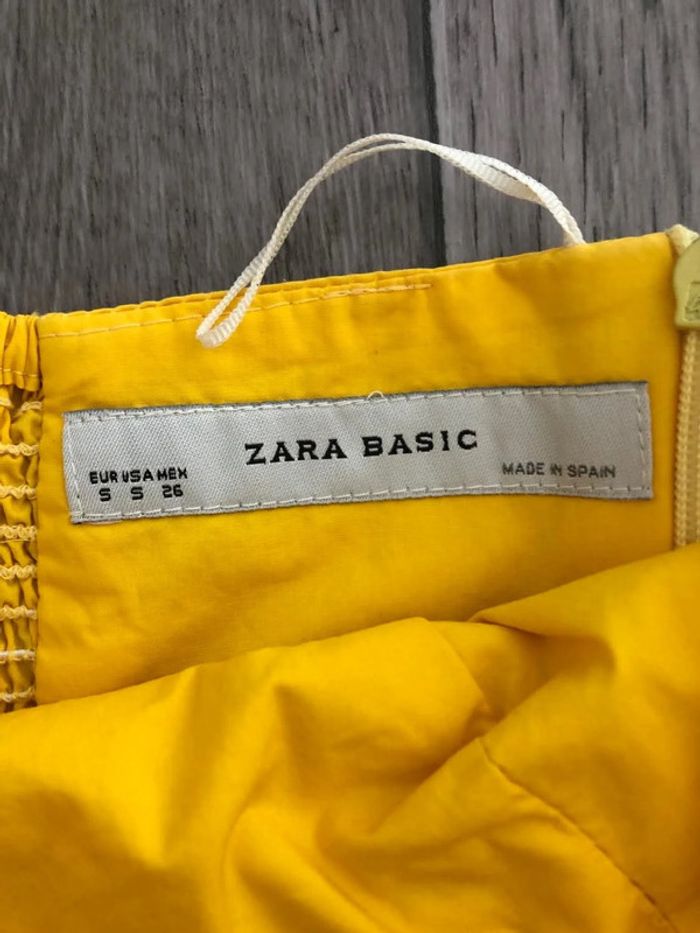 ZARA BASIC
EUR USA MEX
S S 26
MADE IN SPAIN